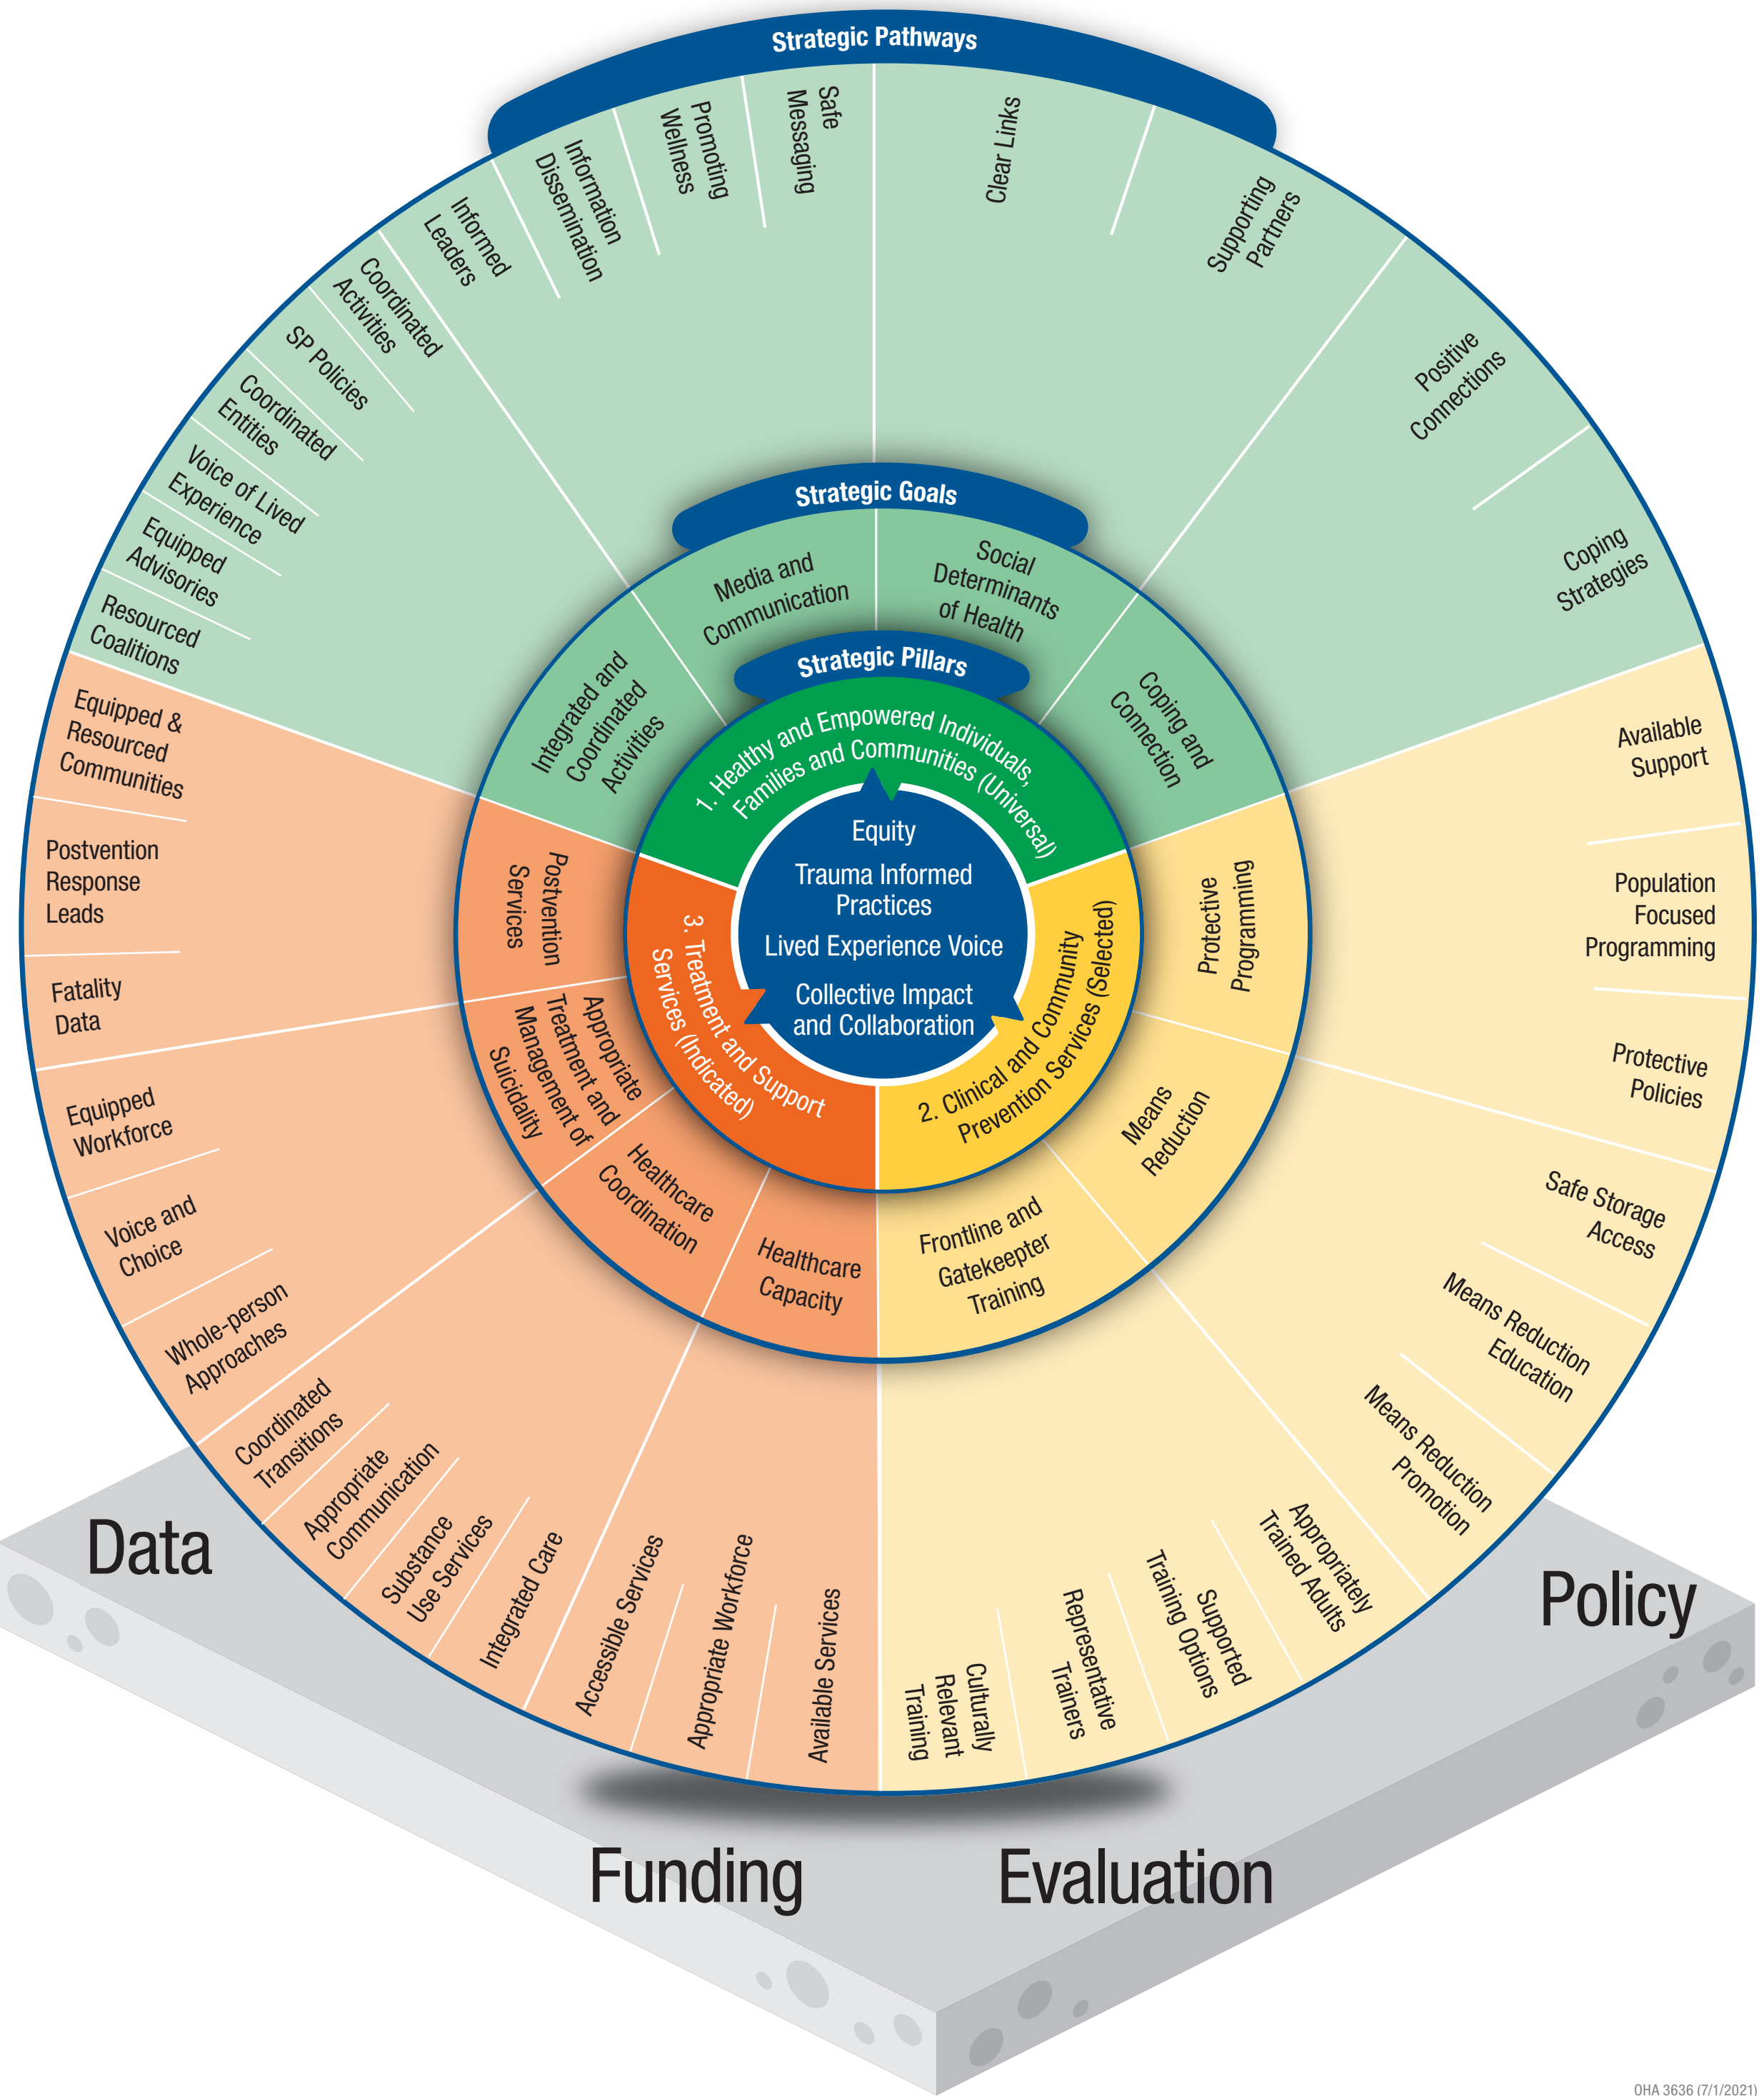 Strategic Pathways
Informed
Leaders
Information
Dissemination
Promoting
Wellness
Safe
Messaging
Clear Links
Supporting
Partners
Positive
Connections
Coping
Strategies
Coordinated
Activities
SP Policies
Coordinated
Entities
Voice of Lived
Experience
Equipped
Advisories
Resourced
Coalitions
Strategic Goals
Integrated and
Coordinated
Activities
Media and
Communication
Social
Determinants
of Health
Coping and
Connection
Strategic Pillars
1. Healthy and Empowered Individuals,
Families and Communities (Universal)
Equity
Trauma Informed
Practices
Lived Experience Voice
Collective Impact
and Collaboration
2. Clinical and Community
Prevention Services (Selected)
3. Treatment and Support
Services (Indicated)
Protective
Programming
Means
Reduction
Frontline and
Gatekeeper
Training
Postvention
Services
Appropriate
Treatment and
Management of
Suicidality
Healthcare
Coordination
Healthcare
Capacity
Available
Support
Population
Focused
Programming
Protective
Policies
Safe Storage
Access
Means Reduction
Education
Means Reduction
Promotion
Appropriately
Trained Adults
Supported
Training Options
Representative
Trainers
Culturally
Relevant
Training
Equipped &
Resourced
Communities
Postvention
Response
Leads
Fatality
Data
Equipped
Workforce
Voice and
Choice
Whole-person
Approaches
Coordinated
Transitions
Appropriate
Communication
Substance
Use Services
Integrated Care
Accessible Services
Appropriate Workforce
Available Services
Data
Funding
Evaluation
Policy
OHA 3636 (7/1/2021)